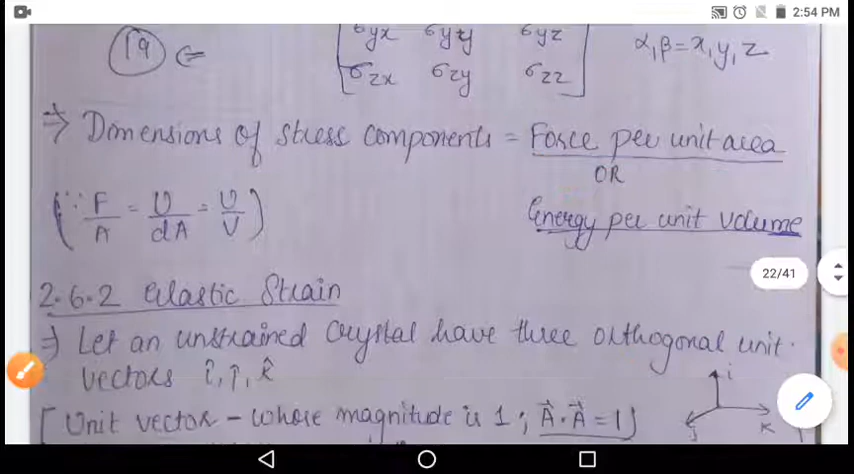 2:54 PM
σyx σyy σyz
19 ⇐ σzx σzy σzz α,β = x,y,z
⇒ Dimensions of stress components = Force per unit area
OR
(∵ F/A = U/dA = U/V) Energy per unit volume
22/41
2.6.2 Elastic Strain
⇒ Let an unstrained Crystal have three orthogonal unit.
vectors î, ĵ, k̂
i
[Unit vector - whose magnitude is 1; A⃗·A⃗ = 1]
j K